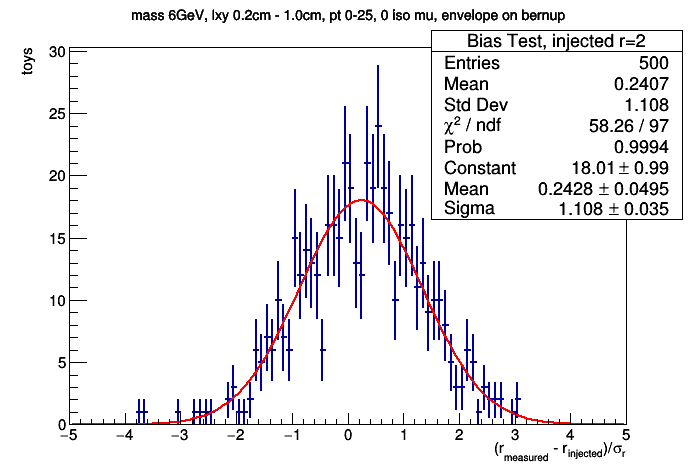 mass 6GeV, lxy 0.2cm - 1.0cm, pt 0-25, 0 iso mu, envelope on bernup
Bias Test, injected r=2
Entries 500
Mean 0.2407
Std Dev 1.108
χ² / ndf 58.26 / 97
Prob 0.9994
Constant 18.01 ± 0.99
Mean 0.2428 ± 0.0495
Sigma 1.108 ± 0.035
toys
30
25
20
15
10
5
0
−5 −4 −3 −2 −1 0 1 2 3 4 5
(r_measured - r_injected)/σ_r